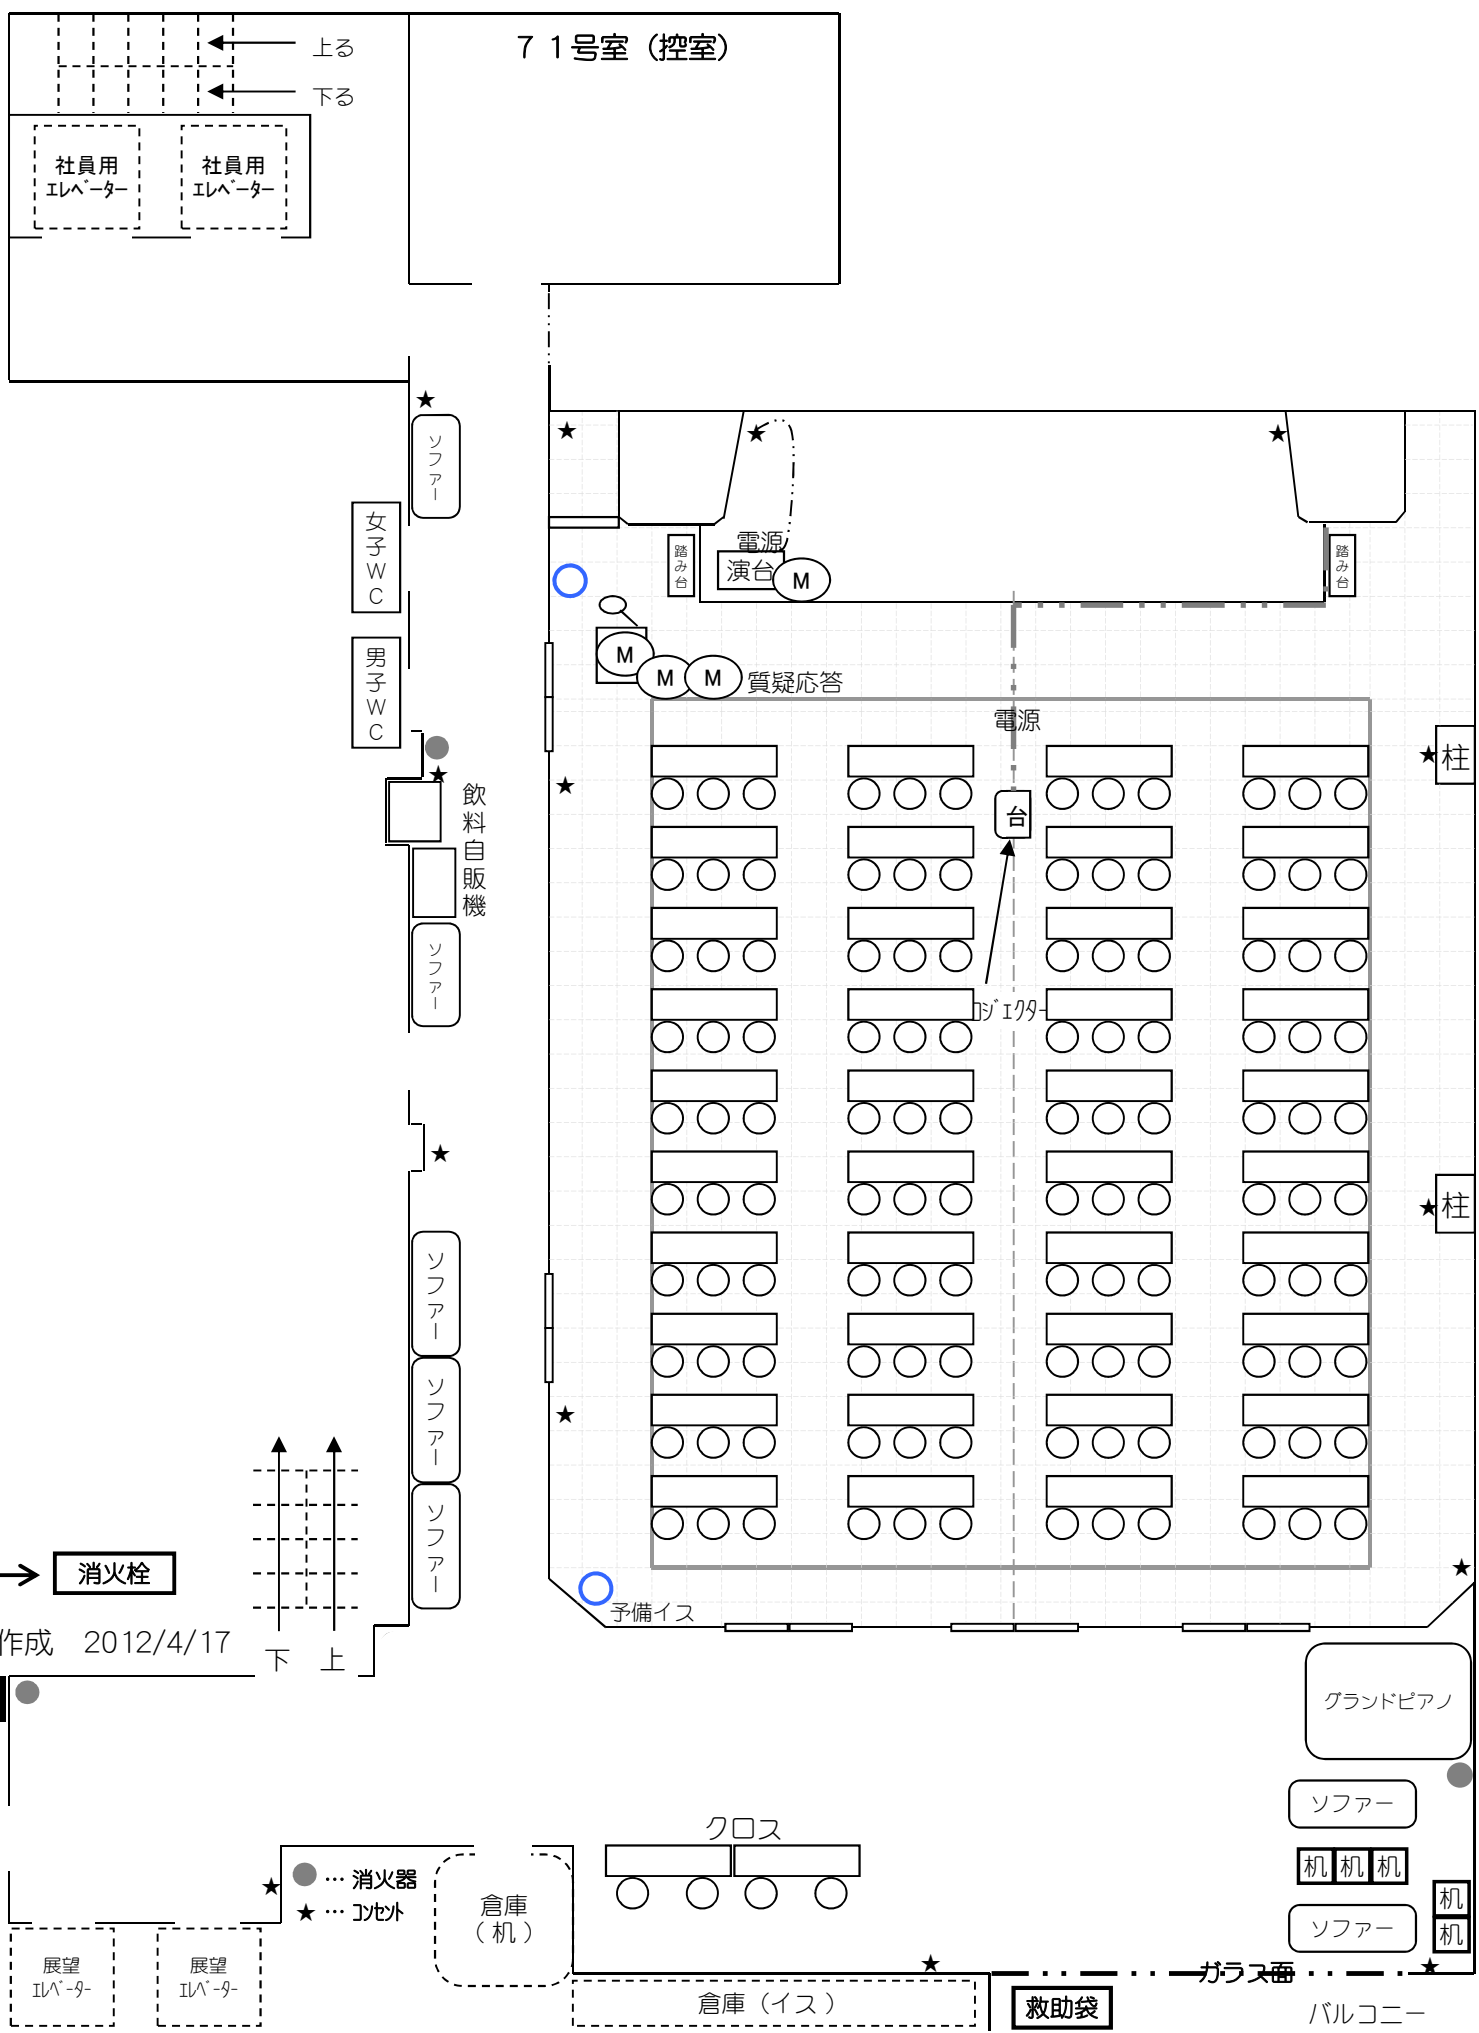 上る
７１号室（控室）
下る
社員用
ｴﾚﾍﾞｰﾀｰ
社員用
ｴﾚﾍﾞｰﾀｰ
ソファー
女子ＷＣ
電源
演台
M
踏み台
踏み台
男子ＷＣ
M
M
M
質疑応答
電源
柱
台
飲料自販機
ソファー
ｺｼﾞｪｸﾀｰ
柱
ソファー
ソファー
ソファー
消火栓
予備イス
作成　2012/4/17
下　上
グランドピアノ
ソファー
クロス
机 机 机
… 消火器
★ … ｺﾝｾﾝﾄ
倉庫
（机）
机
ソファー
机
展望
ｴﾚﾍﾞｰﾀｰ
展望
ｴﾚﾍﾞｰﾀｰ
ガラス面
倉庫（イス）
救助袋
バルコニー